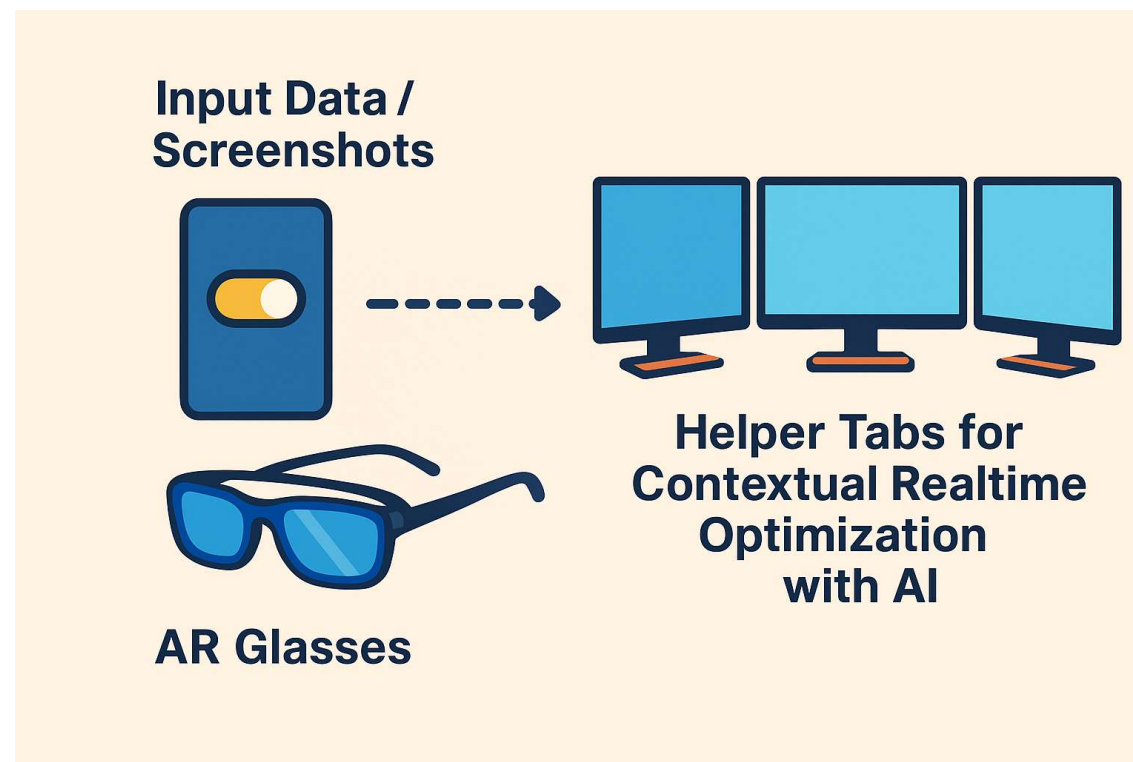 Input Data /
Screenshots
AR Glasses
Helper Tabs for
Contextual Realtime
Optimization
with AI